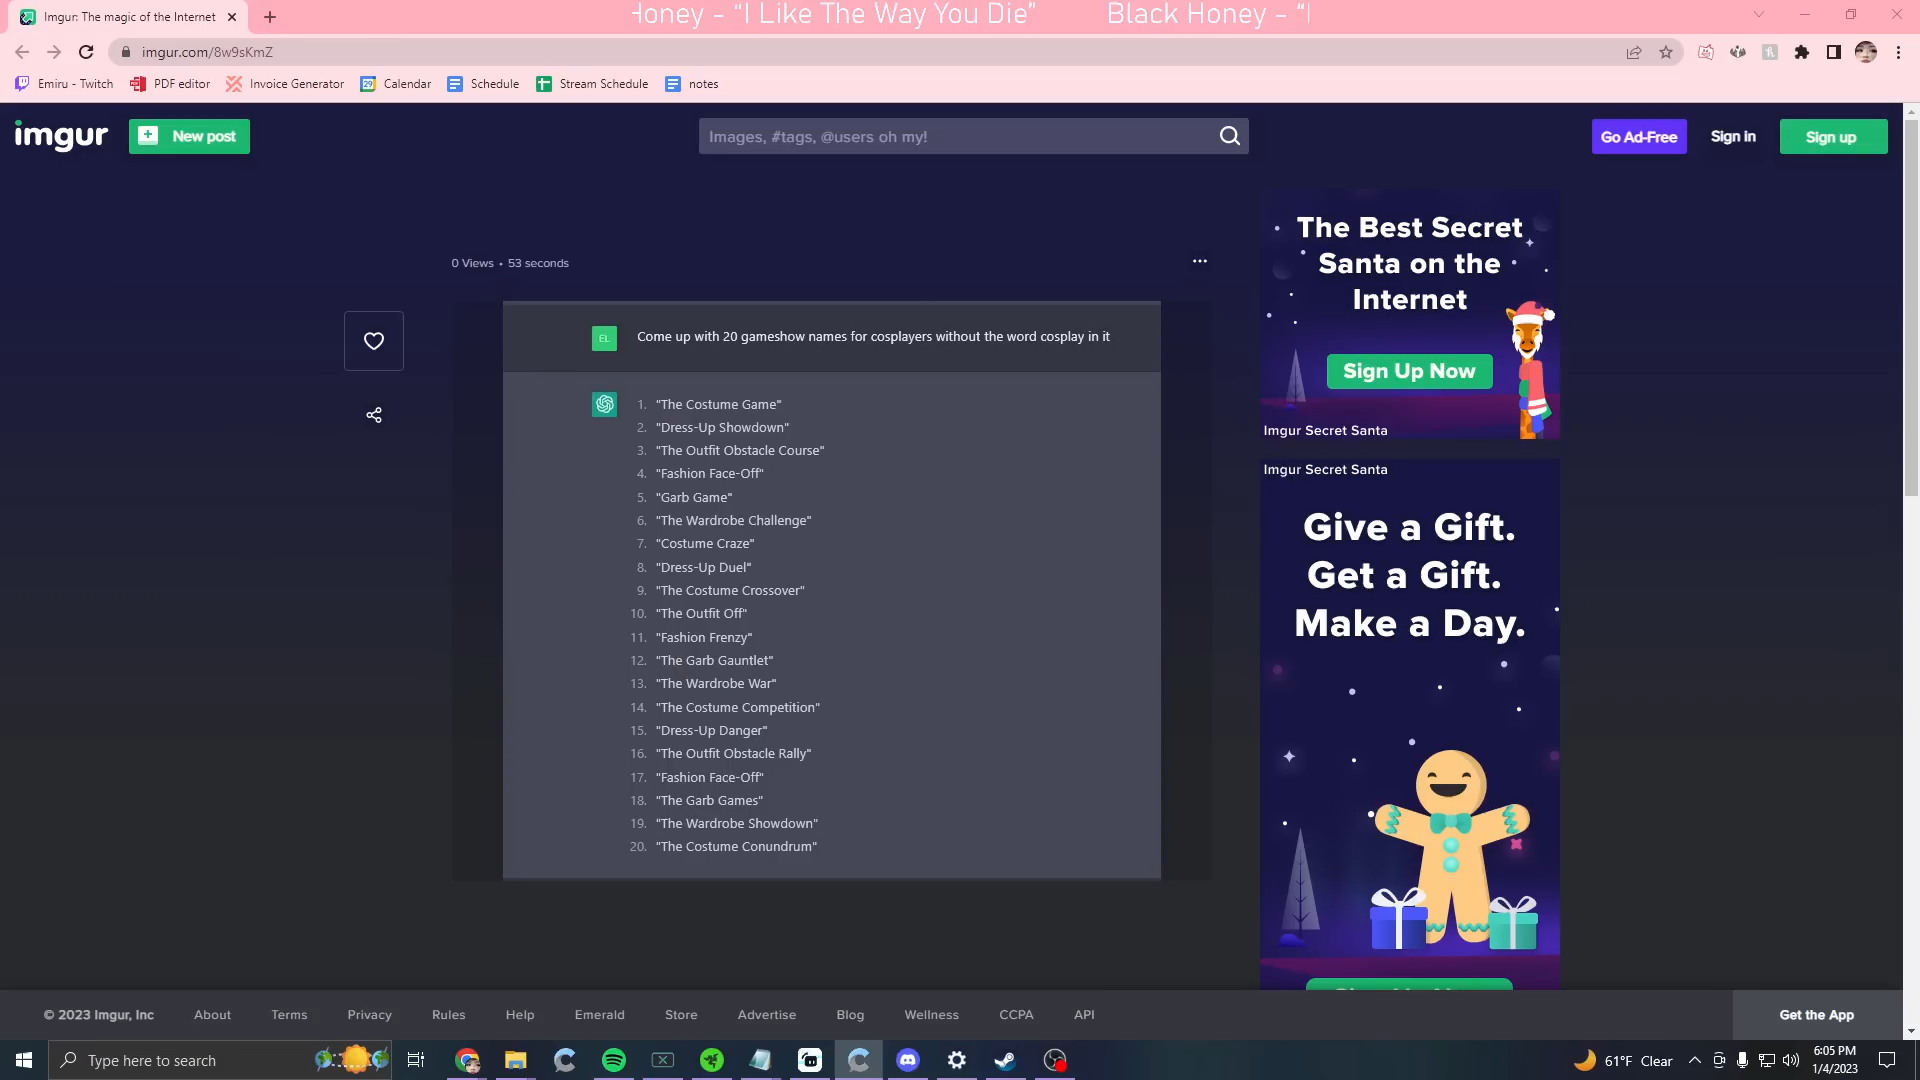 Imgur: The magic of the Internet
Honey - “I Like The Way You Die” Black Honey - “I
imgur.com/8w9sKmZ
Emiru - Twitch
PDF editor
Invoice Generator
29
Calendar
Schedule
Stream Schedule
notes
imgur
New post
Images, #tags, @users oh my!
Go Ad-Free
Sign in
Sign up
0 Views • 53 seconds
EL
Come up with 20 gameshow names for cosplayers without the word cosplay in it
1. "The Costume Game"
2. "Dress-Up Showdown"
3. "The Outfit Obstacle Course"
4. "Fashion Face-Off"
5. "Garb Game"
6. "The Wardrobe Challenge"
7. "Costume Craze"
8. "Dress-Up Duel"
9. "The Costume Crossover"
10. "The Outfit Off"
11. "Fashion Frenzy"
12. "The Garb Gauntlet"
13. "The Wardrobe War"
14. "The Costume Competition"
15. "Dress-Up Danger"
16. "The Outfit Obstacle Rally"
17. "Fashion Face-Off"
18. "The Garb Games"
19. "The Wardrobe Showdown"
20. "The Costume Conundrum"
The Best Secret
Santa on the
Internet
Sign Up Now
Imgur Secret Santa
Imgur Secret Santa
Give a Gift.
Get a Gift.
Make a Day.
© 2023 Imgur, Inc
About
Terms
Privacy
Rules
Help
Emerald
Store
Advertise
Blog
Wellness
CCPA
API
Get the App
Type here to search
61°F Clear
6:05 PM
1/4/2023